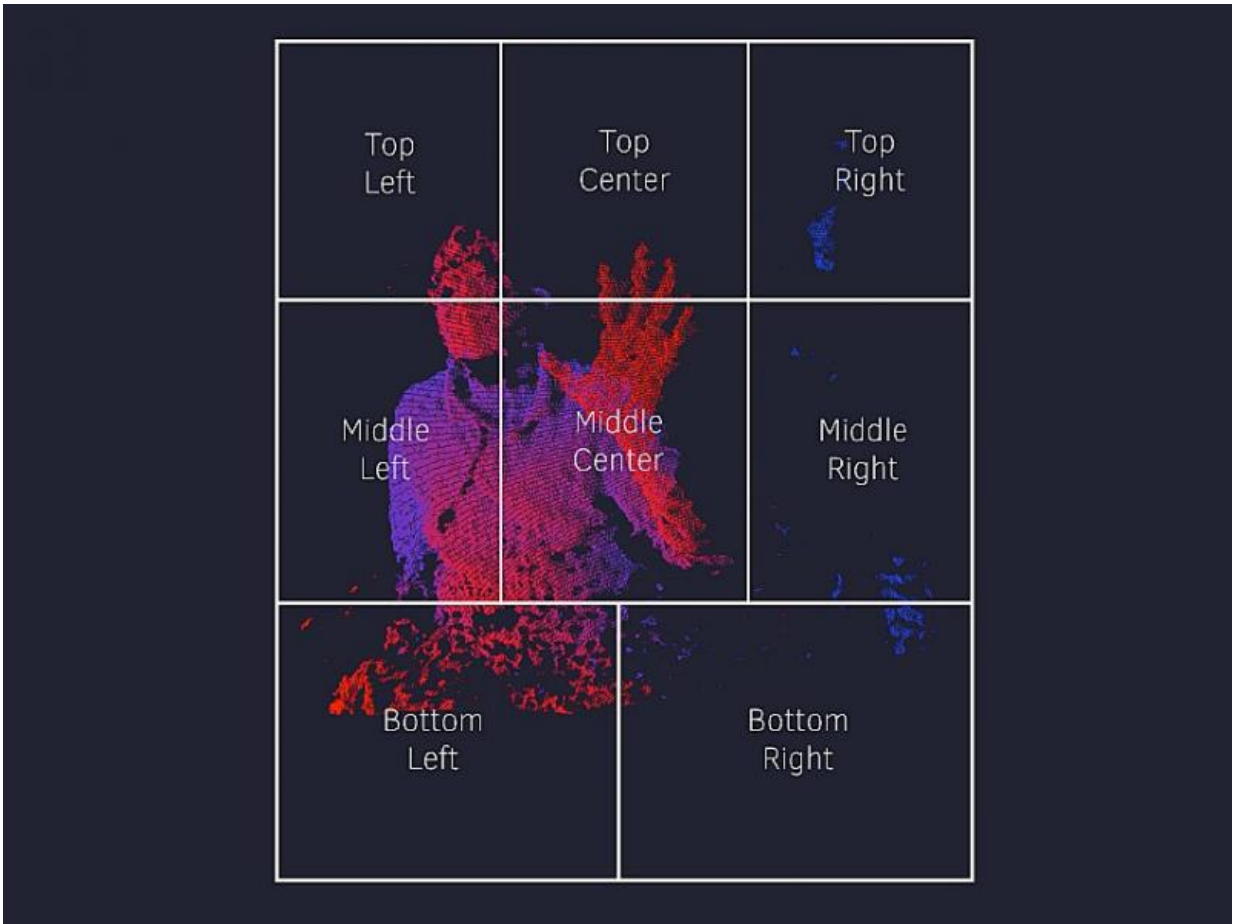 Top
Left
Top
Center
Top
Right
Middle
Left
Middle
Center
Middle
Right
Bottom
Left
Bottom
Right